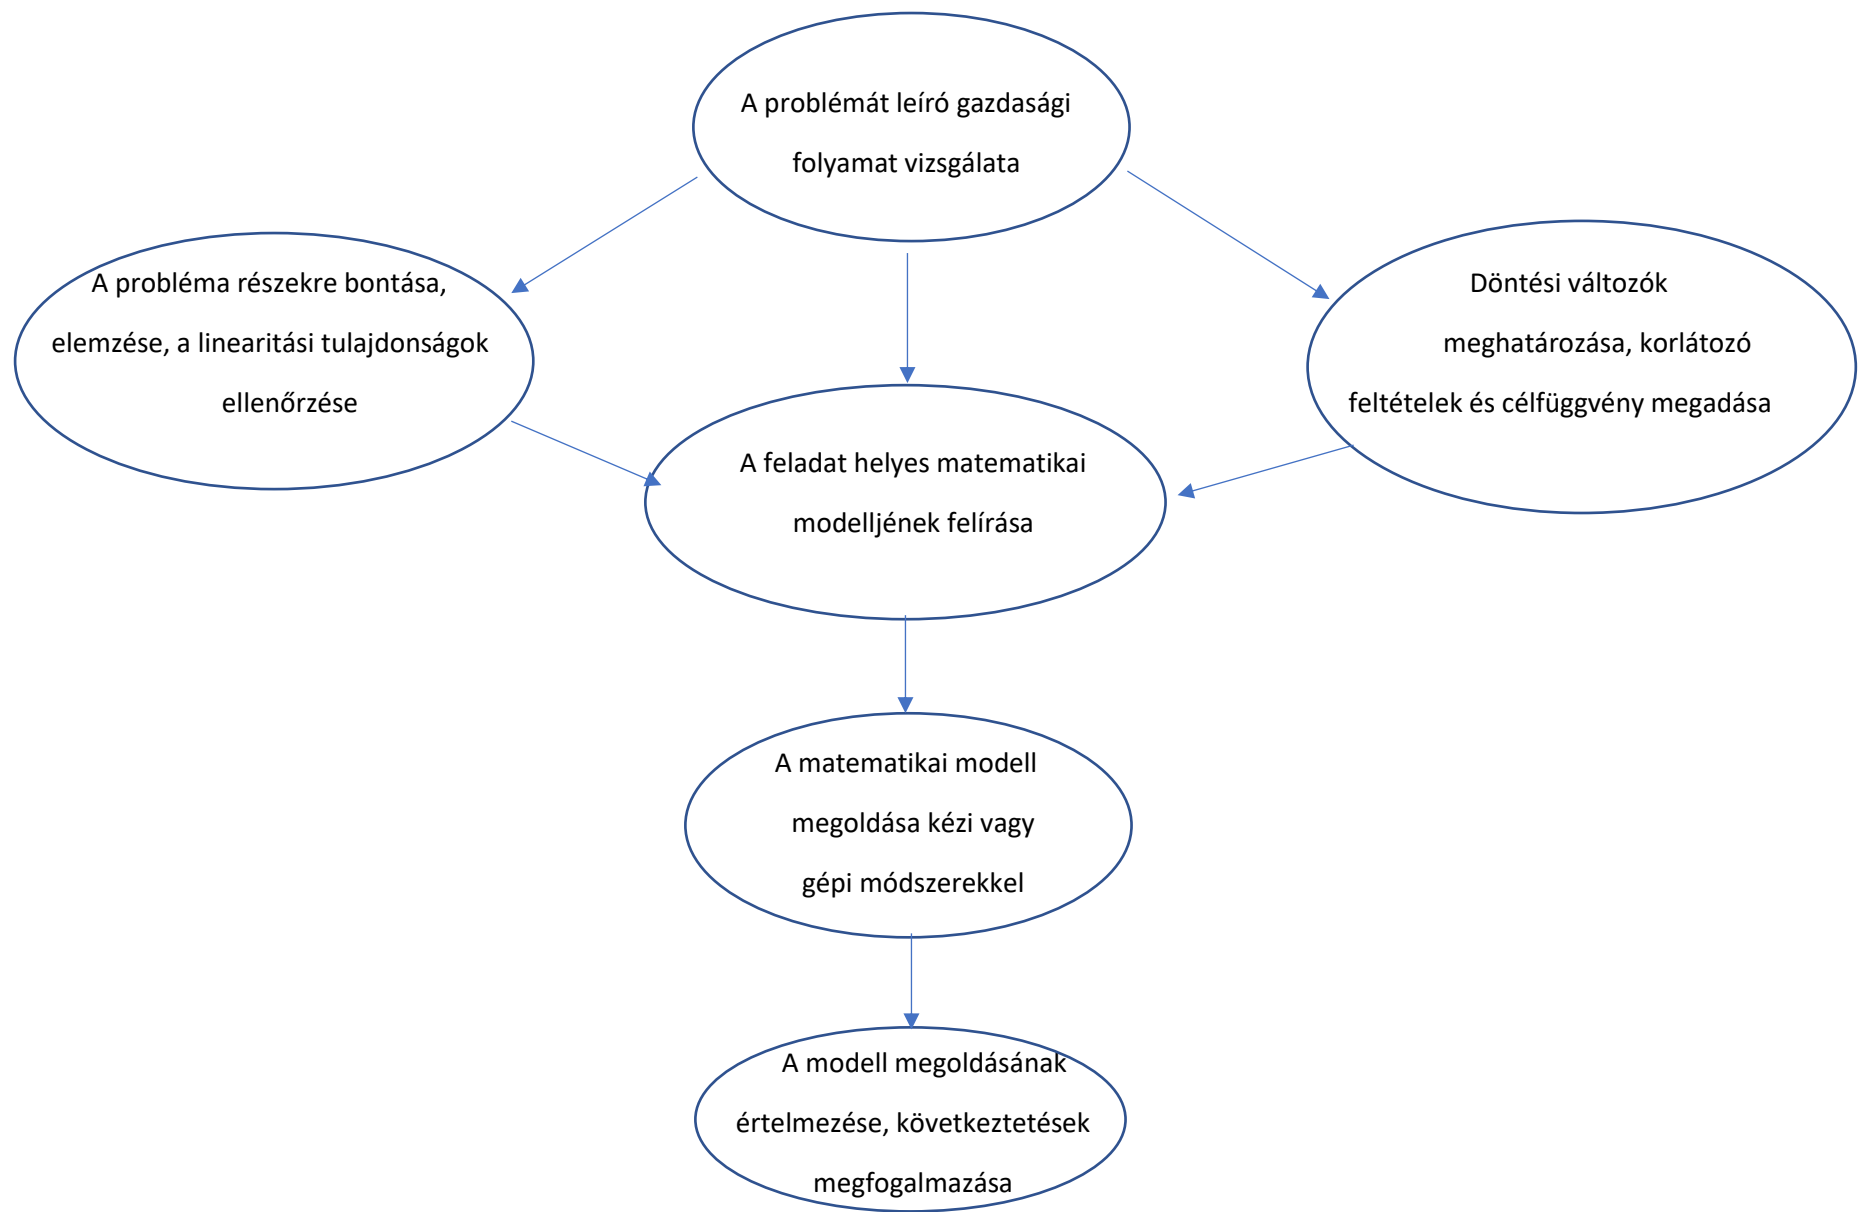 A problémát leíró gazdasági
folyamat vizsgálata
A probléma részekre bontása,
elemzése, a linearitási tulajdonságok
ellenőrzése
Döntési változók
meghatározása, korlátozó
feltételek és célfüggvény megadása
A feladat helyes matematikai
modelljének felírása
A matematikai modell
megoldása kézi vagy
gépi módszerekkel
A modell megoldásának
értelmezése, következtetések
megfogalmazása